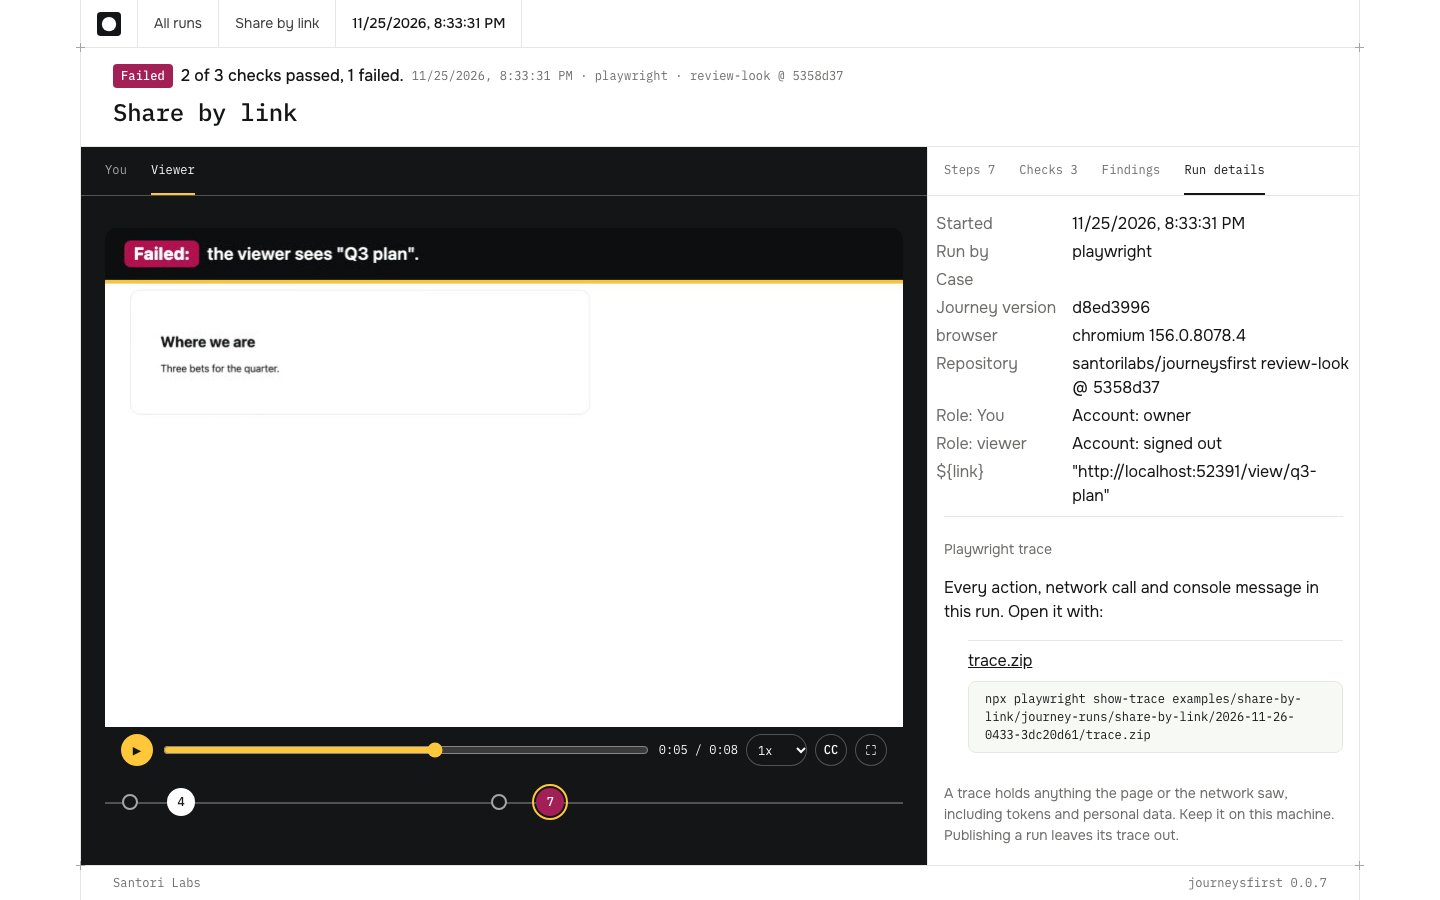 All runs
Share by link
11/25/2026, 8:33:31 PM
Failed
2 of 3 checks passed, 1 failed.
11/25/2026, 8:33:31 PM · playwright · review-look @ 5358d37
Share by link
You
Viewer
Failed: the viewer sees "Q3 plan".
Where we are
Three bets for the quarter.
0:05 / 0:08
1x
CC
4
7
Steps 7
Checks 3
Findings
Run details
Started 11/25/2026, 8:33:31 PM
Run by playwright
Case
Journey version d8ed3996
browser chromium 156.0.8078.4
Repository santorilabs/journeysfirst review-look
@ 5358d37
Role: You Account: owner
Role: viewer Account: signed out
${link} "http://localhost:52391/view/q3-
plan"
Playwright trace
Every action, network call and console message in
this run. Open it with:
trace.zip
npx playwright show-trace examples/share-by-
link/journey-runs/share-by-link/2026-11-26-
0433-3dc20d61/trace.zip
A trace holds anything the page or the network saw,
including tokens and personal data. Keep it on this machine.
Publishing a run leaves its trace out.
Santori Labs
journeysfirst 0.0.7